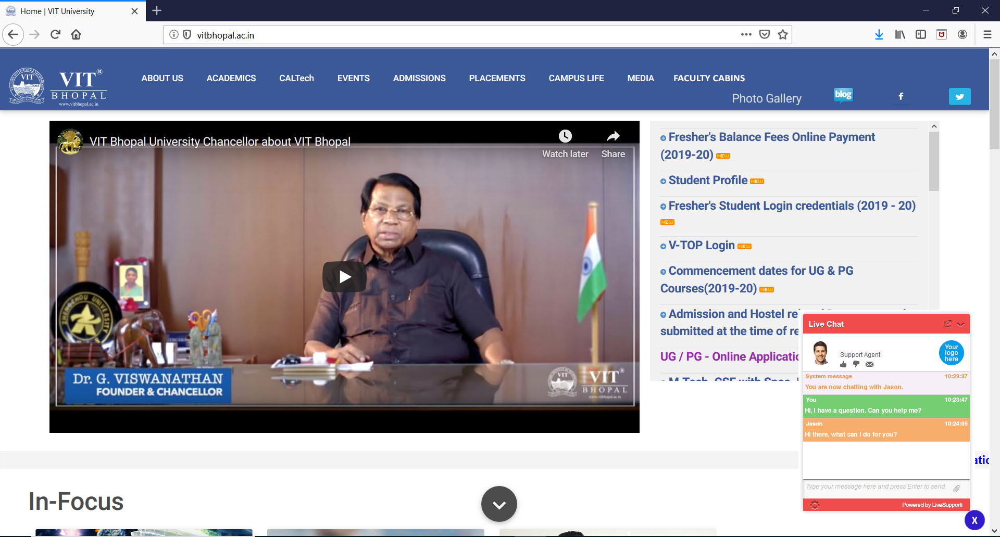 Home | VIT University
vitbhopal.ac.in
VIT®
BHOPAL
www.vitbhopal.ac.in
ABOUT US
ACADEMICS
CALTech
EVENTS
ADMISSIONS
PLACEMENTS
CAMPUS LIFE
MEDIA
FACULTY CABINS
Photo Gallery
blog
VIT Bhopal University Chancellor about VIT Bhopal
Watch later
Share
ZHENGZHOU UNIVERSITY
Dr. G. VISWANATHAN
FOUNDER & CHANCELLOR
VIT®
BHOPAL
www.vitbhopal.ac.in
Fresher's Balance Fees Online Payment
(2019-20) NEW
Student Profile NEW
Fresher's Student Login credentials (2019 - 20)
NEW
V-TOP Login NEW
Commencement dates for UG & PG
Courses(2019-20) NEW
Admission and Hostel
submitted at the time of
UG / PG - Online
Live Chat
Support Agent
Your
logo
here
System message 10:23:37
You are now chatting with Jason.
You 10:23:47
Hi, I have a question. Can you help me?
Jason 10:24:05
Hi there, what can I do for you?
Type your message here and press Enter to send
Powered by LiveSupporti
X
In-Focus